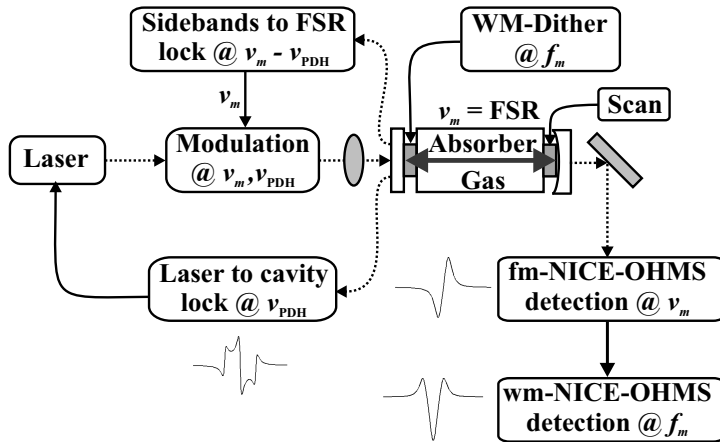 Sidebands to FSR
lock @ νm - νPDH
WM-Dither
@ fm
νm
νm = FSR
Scan
Laser
Modulation
@ νm,νPDH
Absorber
Gas
Laser to cavity
lock @ νPDH
fm-NICE-OHMS
detection @ νm
wm-NICE-OHMS
detection @ fm